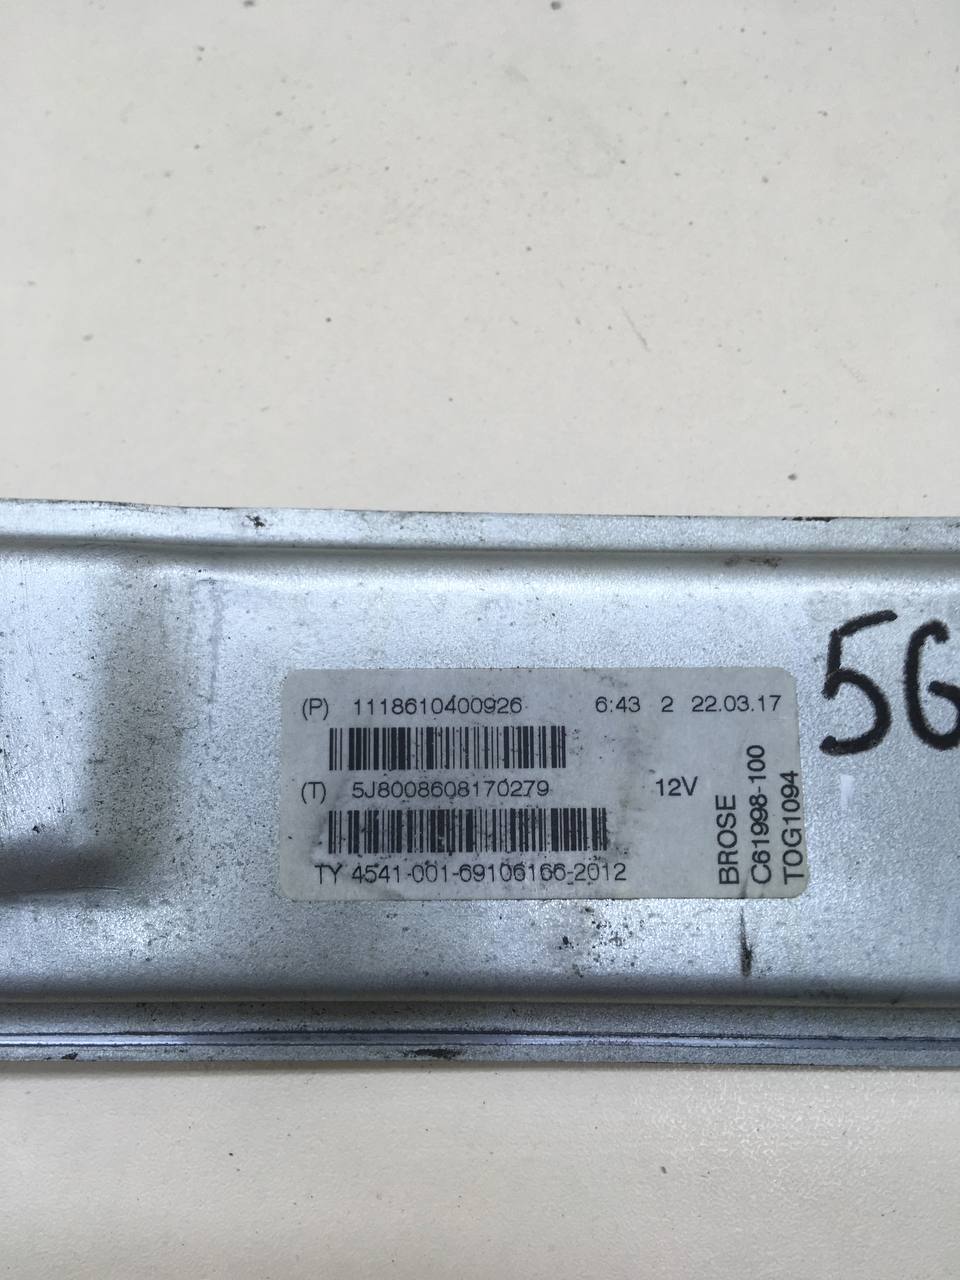 (P) 1118610400926 6:43 2 22.03.17
(T) 5J8008608170279 12V
TY 4541-001-69106166-2012
BROSE
C61998-100
TOG1094
5G